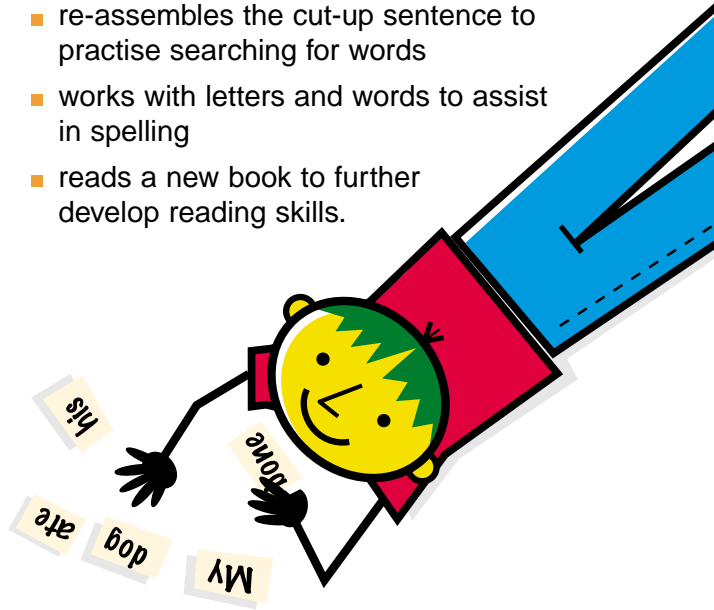 re-assembles the cut-up sentence to
practise searching for words
works with letters and words to assist
in spelling
reads a new book to further
develop reading skills.
My
dog
ate
his
bone